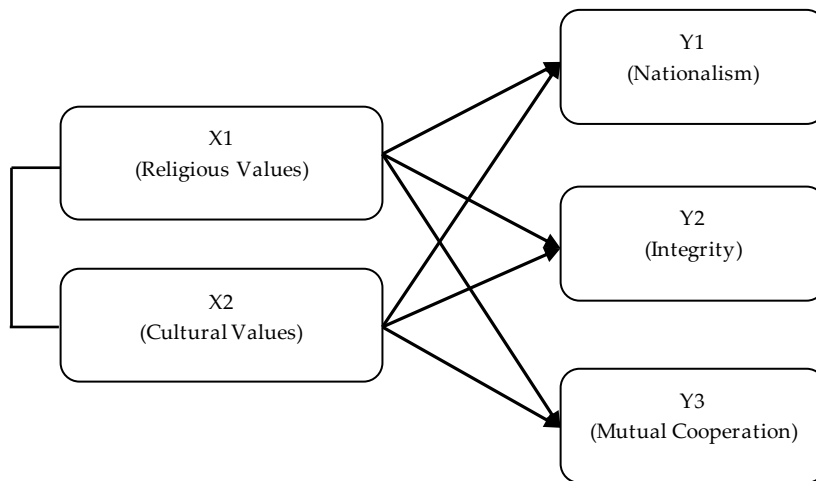 X1
(Religious Values)
X2
(Cultural Values)
Y1
(Nationalism)
Y2
(Integrity)
Y3
(Mutual Cooperation)